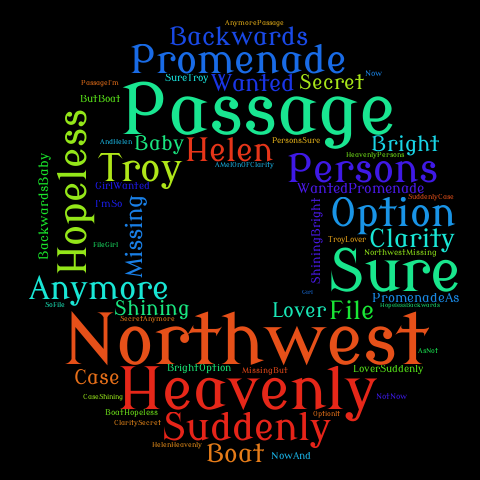 AnymorePassage
Backwards
Promenade
Now
SureTroy
Wanted
Secret
PassageI'm
Passage
ButBoat
AndHelen
Baby
Helen
PersonsSure
Bright
Hopeless
BackwardsBaby
Troy
AMeKindOfClarity
Persons
HeavenlyPersons
GirlWanted
WantedPromenade
SuddenlyCase
I'mSo
Missing
ShiningBright
Option
FileGirl
TroyLover
Clarity
NorthwestMissing
Sure
Anymore
SoFile
Shining
Lover
File
PromenadeAs
HopelessBackwards
SecretAnymore
Northwest
AsNot
BrightOption
MissingBut
LoverSuddenly
Case
Heavenly
CaseShining
NotNow
BoatHopeless
ClaritySecret
Suddenly
OptionIt
HelenHeavenly
Boat
NowAnd